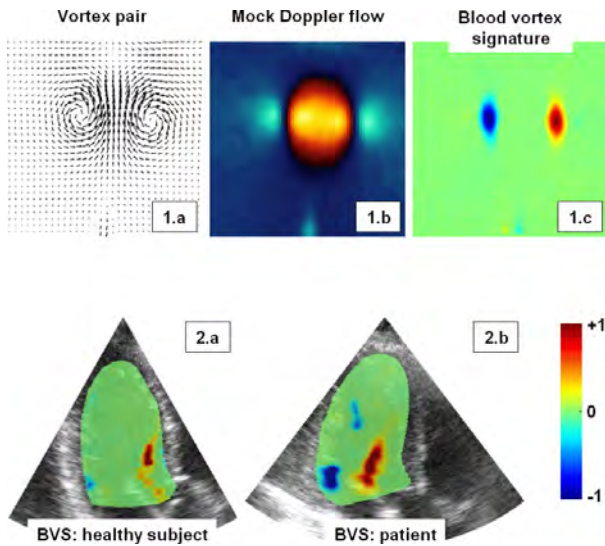 Vortex pair
Mock Doppler flow
Blood vortex
signature
1.a
1.b
1.c
2.a
2.b
+1
0
-1
BVS: healthy subject
BVS: patient